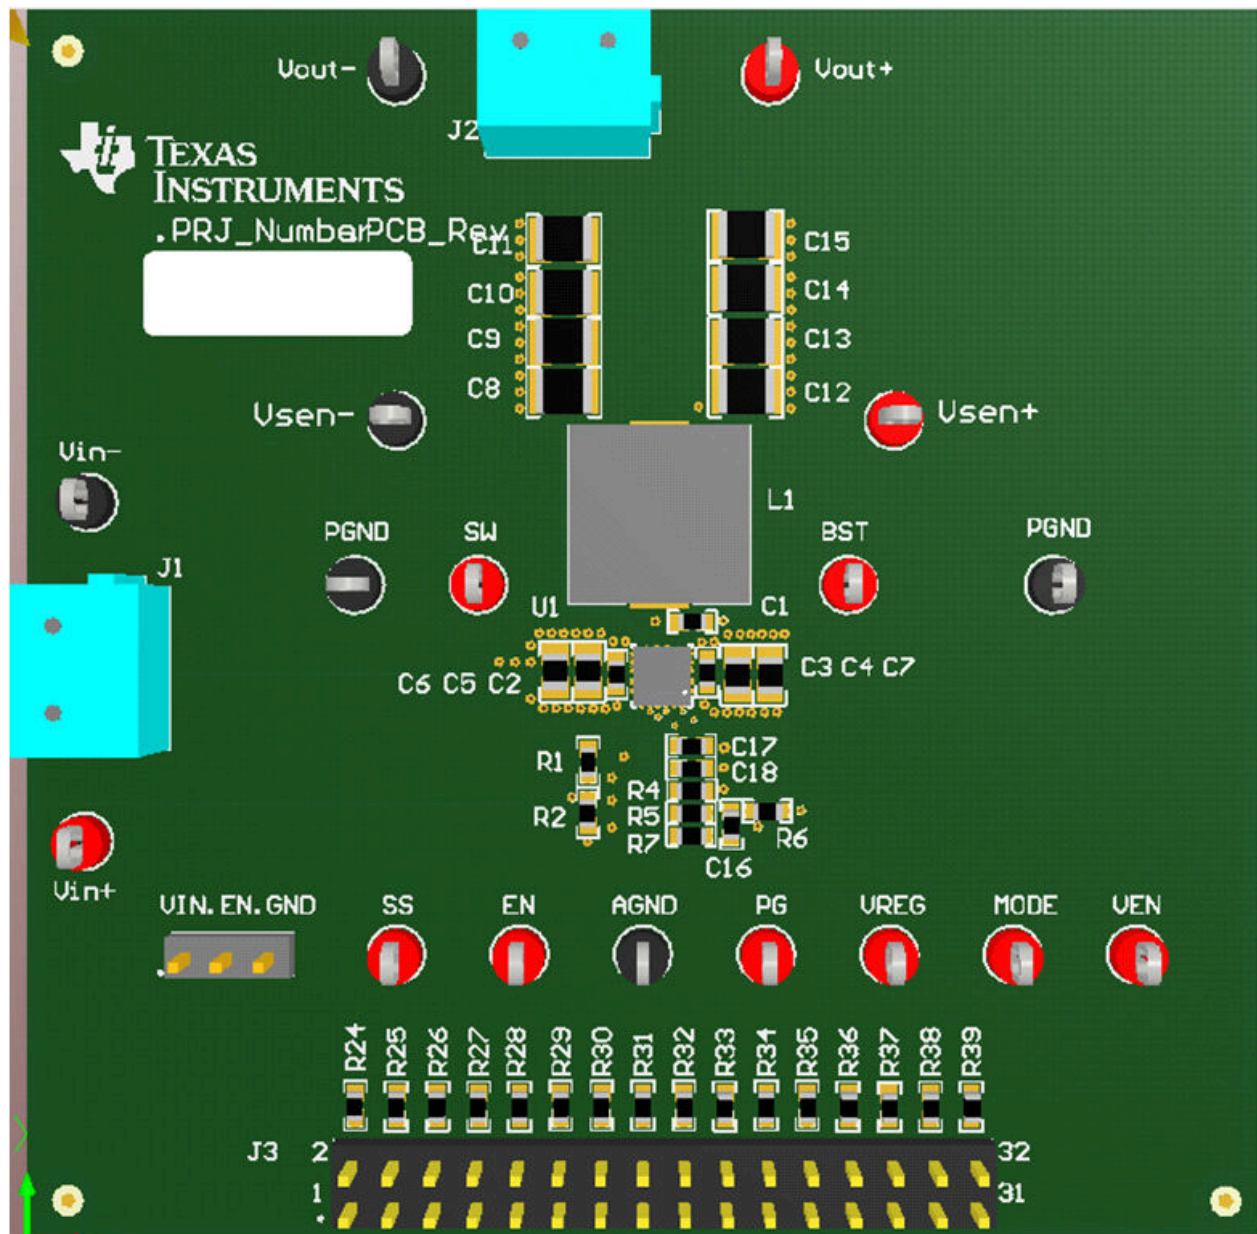 Vout-
Vout+
J2
TEXAS
INSTRUMENTS
.PRJ_NumberPCB_Rev
C11
C15
C10
C14
C9
C13
C8
C12
Vsen-
Vsen+
Vin-
L1
PGND
SW
BST
PGND
J1
U1
C1
C6 C5 C2
C3 C4 C7
R1
C17
C18
R4
R2
R5
R6
R7
C16
Vin+
VIN.EN.GND
SS
EN
AGND
PG
VREG
MODE
VEN
R24
R25
R26
R27
R28
R29
R30
R31
R32
R33
R34
R35
R36
R37
R38
R39
J3
2
32
1
31